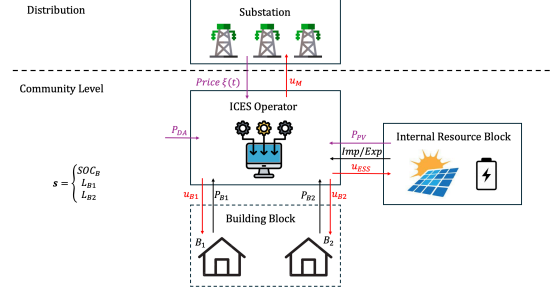 Distribution
Substation
Price ξ(t)
u_M
Community Level
ICES Operator
P_DA
P_PV
Internal Resource Block
Imp/Exp
u_ESS
s = { SOC_B
L_B1
L_B2
u_B1
P_B1
P_B2
u_B2
Building Block
B_1
B_2